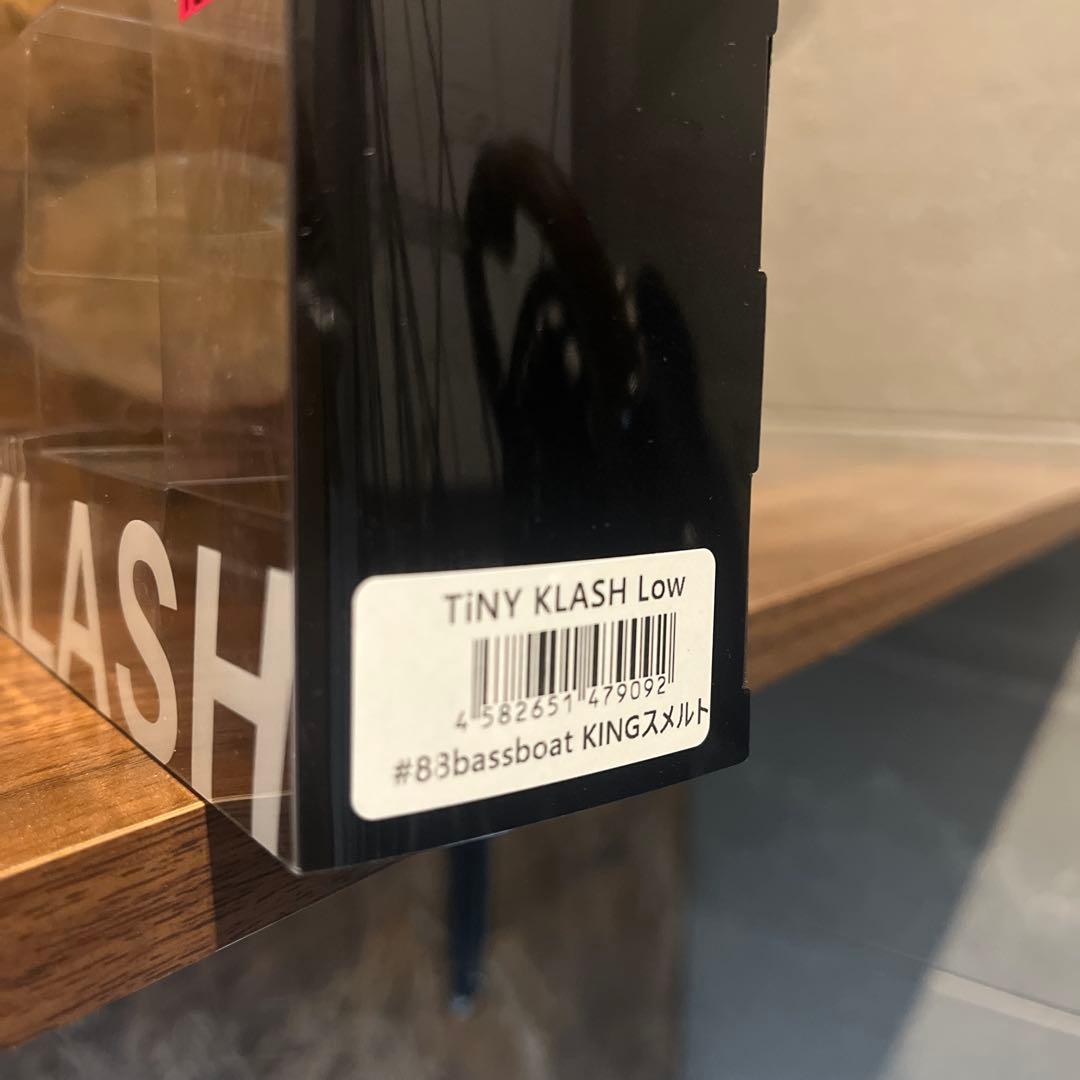 KLASH
TiNY KLASH Low
4 582651 479092
#88bassboat KINGスメルト